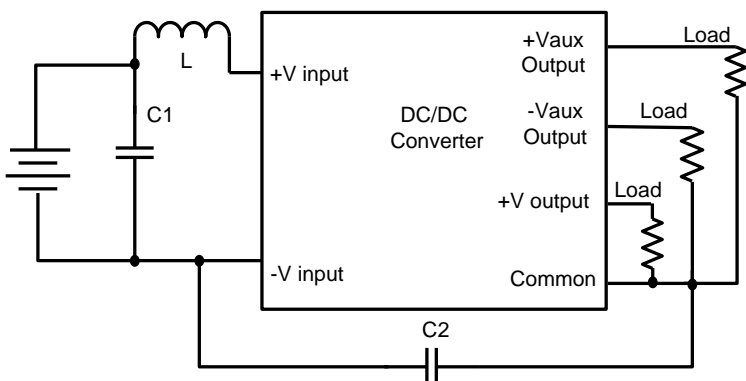 +Vaux
Output
Load
L
+V input
C1
DC/DC
Converter
-Vaux
Output
Load
+V output
Load
-V input
Common
C2